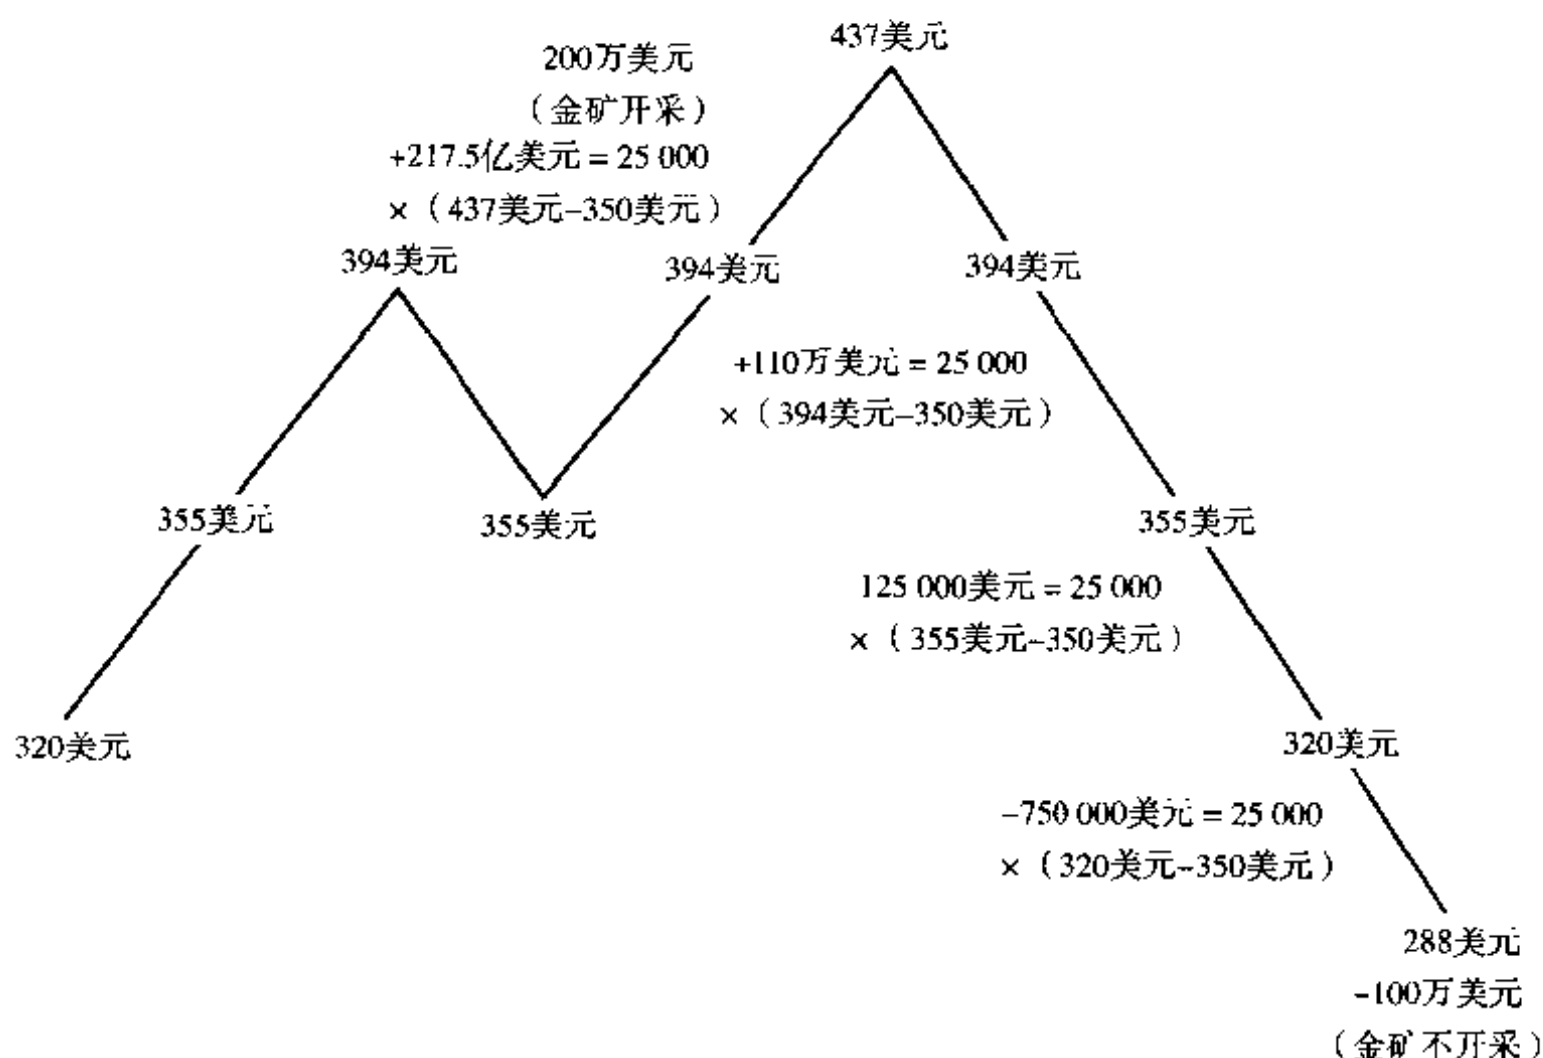 437美元
200万美元
（金矿开采）
+217.5亿美元 = 25 000
×（437美元–350美元）
394美元
394美元
394美元
+110万美元 = 25 000
×（394美元–350美元）
355美元
355美元
355美元
125 000美元 = 25 000
×（355美元–350美元）
320美元
320美元
–750 000美元 = 25 000
×（320美元–350美元）
288美元
–100万美元
（金矿不开采）